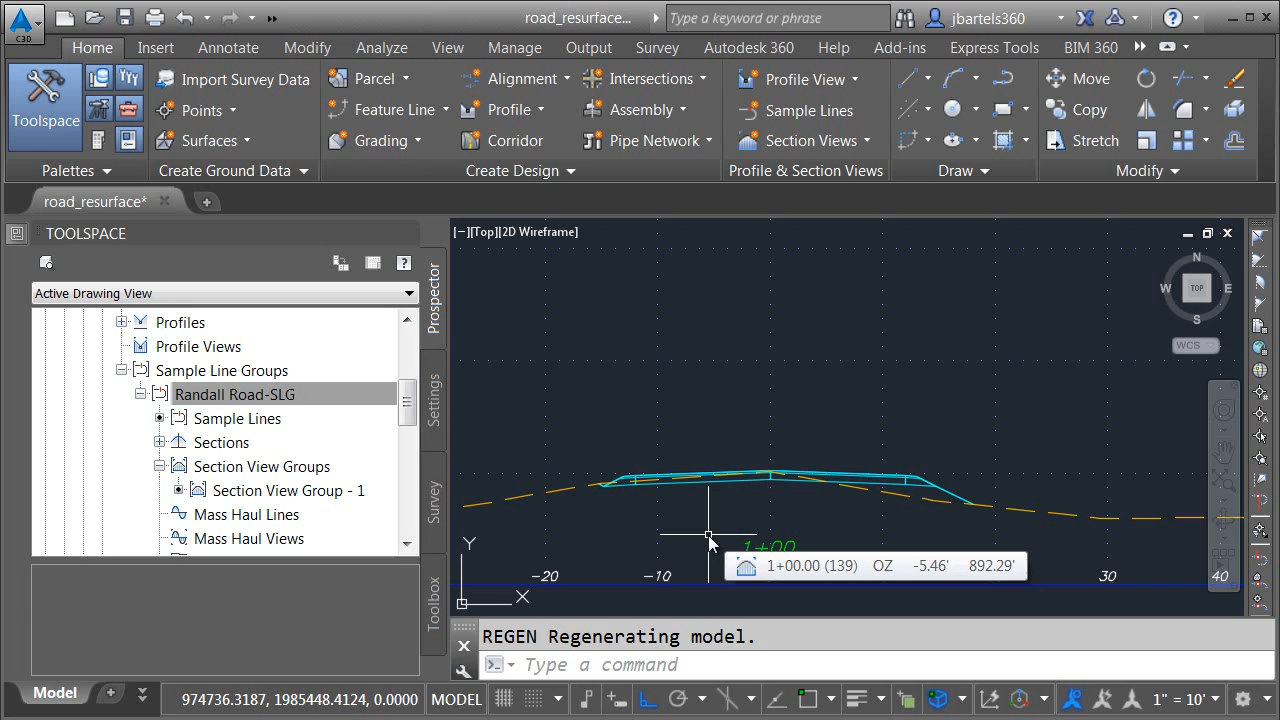 C3D
road_resurface...
Type a keyword or phrase
jbartels360
Home Insert Annotate Modify Analyze View Manage Output Survey Autodesk 360 Help Add-ins Express Tools BIM 360
Toolspace
Import Survey Data
Points
Surfaces
Parcel
Feature Line
Grading
Alignment
Profile
Corridor
Intersections
Assembly
Pipe Network
Profile View
Sample Lines
Section Views
Move
Copy
Stretch
Palettes
Create Ground Data
Create Design
Profile & Section Views
Draw
Modify
road_resurface*
TOOLSPACE
Active Drawing View
Profiles
Profile Views
Sample Line Groups
Randall Road-SLG
Sample Lines
Sections
Section View Groups
Section View Group - 1
Mass Haul Lines
Mass Haul Views
Prospector
Settings
Survey
Toolbox
[−][Top][2D Wireframe]
N
W TOP E
S
WCS
1+00
1+00.00 (139) OZ -5.46' 892.29'
-20 -10 30 40
Y
X
REGEN Regenerating model.
Type a command
Model
974736.3187, 1985448.4124, 0.0000 MODEL 1" = 10'